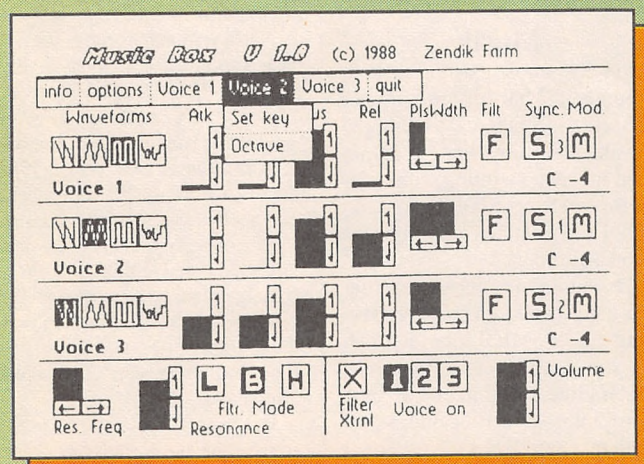 Music Box V 1.0 (c) 1988 Zendik Farm
info options Voice 1 Voice 2 Voice 3 quit
Waveforms Atk us Rel PlsWdth Filt Sync. Mod
Set key
Octave
F S 3 M
Voice 1 C -4
F S 1 M
Voice 2 C -4
F S 2 M
Voice 3 C -4
L B H X 1 2 3 Volume
Fltr. Mode Filter Voice on
Res. Freq. Resonance Xtrnl